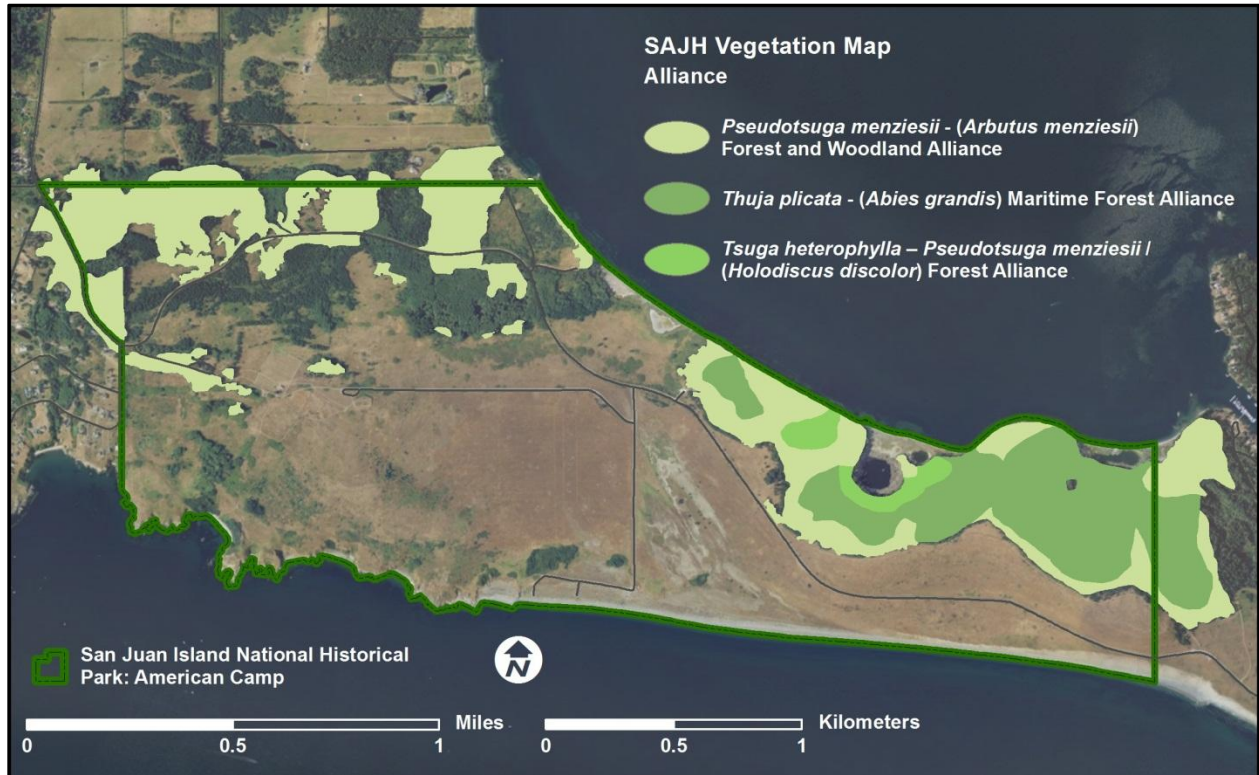 SAJH Vegetation Map
Alliance
Pseudotsuga menziesii - (Arbutus menziesii)
Forest and Woodland Alliance
Thuja plicata - (Abies grandis) Maritime Forest Alliance
Tsuga heterophylla – Pseudotsuga menziesii /
(Holodiscus discolor) Forest Alliance
San Juan Island National Historical
Park: American Camp
N
Miles
0 0.5 1
Kilometers
0 0.5 1